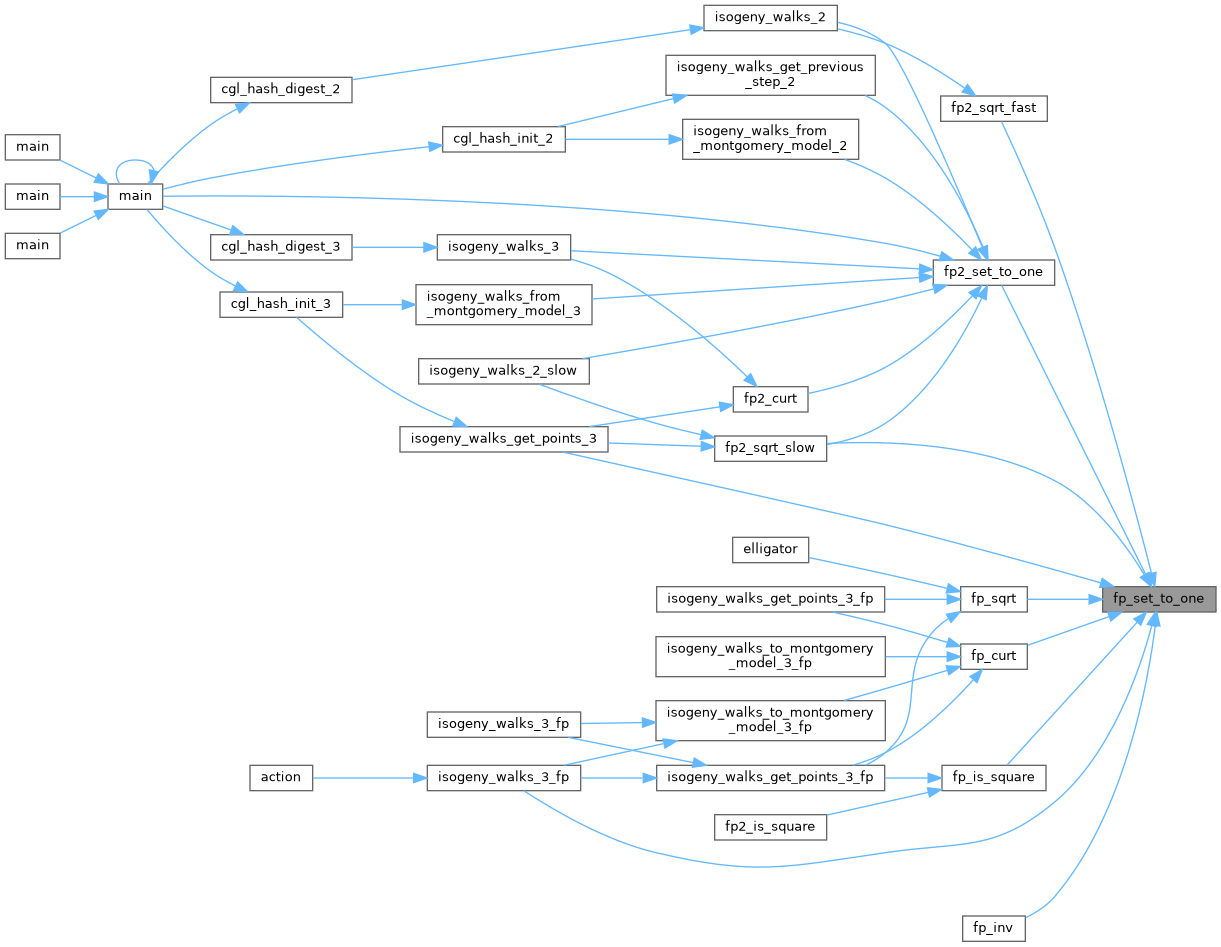 isogeny_walks_2
isogeny_walks_get_previous
_step_2
cgl_hash_digest_2
fp2_sqrt_fast
isogeny_walks_from
_montgomery_model_2
cgl_hash_init_2
main
main
main
main
cgl_hash_digest_3
isogeny_walks_3
fp2_set_to_one
cgl_hash_init_3
isogeny_walks_from
_montgomery_model_3
isogeny_walks_2_slow
fp2_curt
isogeny_walks_get_points_3
fp2_sqrt_slow
elligator
isogeny_walks_get_points_3_fp
fp_sqrt
fp_set_to_one
isogeny_walks_to_montgomery
_model_3_fp
fp_curt
isogeny_walks_to_montgomery
_model_3_fp
isogeny_walks_3_fp
action
isogeny_walks_3_fp
isogeny_walks_get_points_3_fp
fp_is_square
fp2_is_square
fp_inv